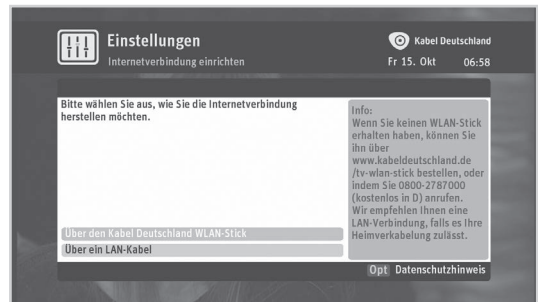 Einstellungen
Internetverbindung einrichten
Kabel Deutschland
Fr 15. Okt 06:58
Bitte wählen Sie aus, wie Sie die Internetverbindung
herstellen möchten.
Über den Kabel Deutschland WLAN-Stick
Über ein LAN-Kabel
Info:
Wenn Sie keinen WLAN-Stick
erhalten haben, können Sie
ihn über
www.kabeldeutschland.de
/tv-wlan-stick bestellen, oder
indem Sie 0800-2787000
(kostenlos in D) anrufen.
Wir empfehlen Ihnen eine
LAN-Verbindung, falls es Ihre
Heimverkabelung zulässt.
Opt Datenschutzhinweis